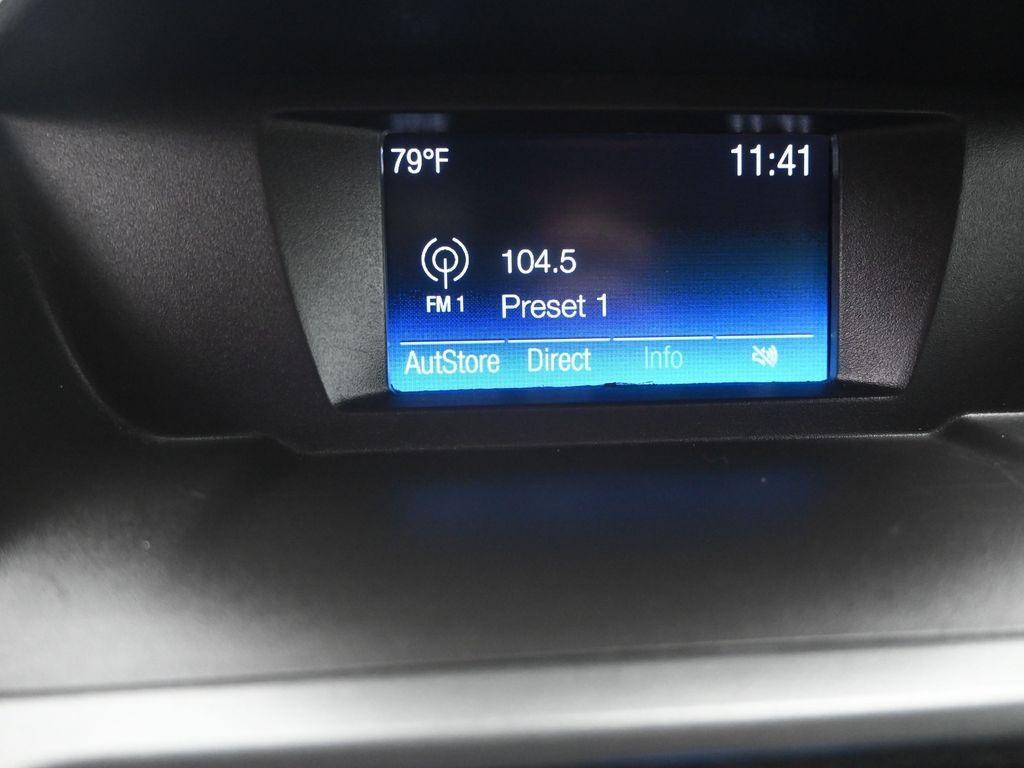 79°F 11:41
104.5
FM 1 Preset 1
AutStore Direct Info